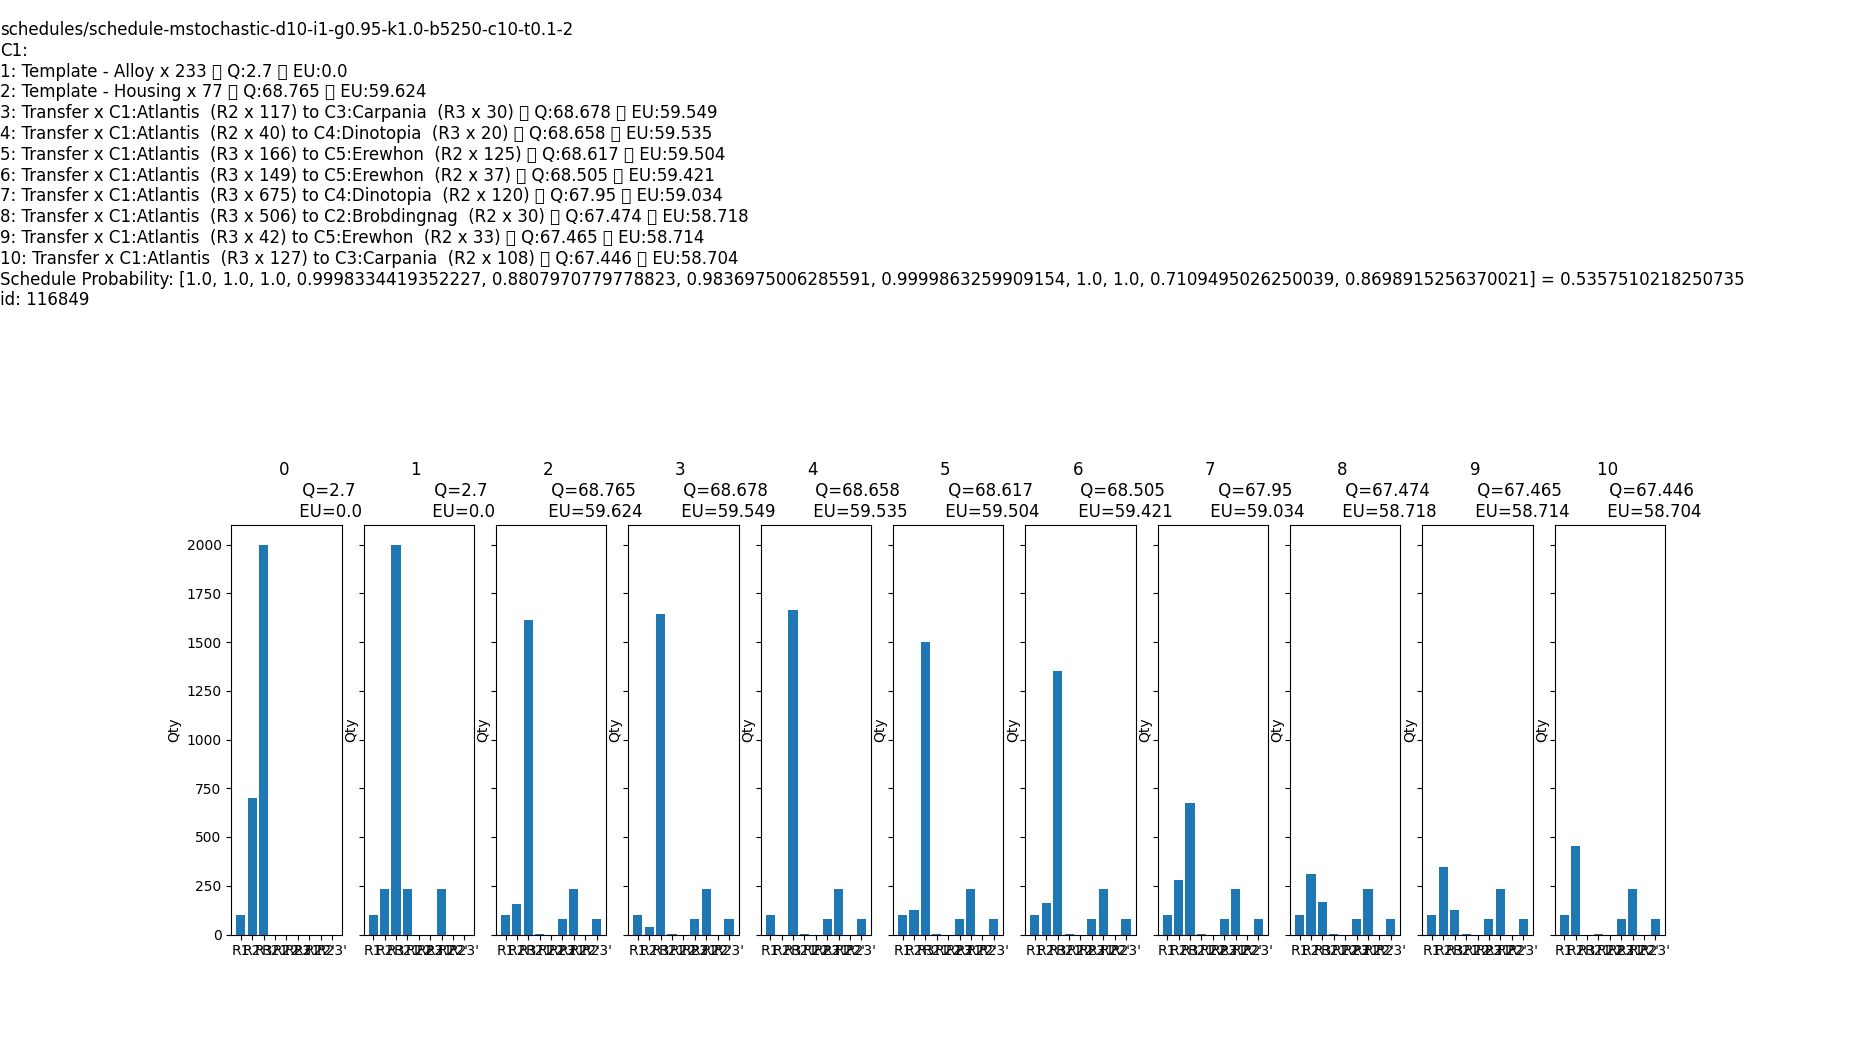 schedules/schedule-mstochastic-d10-i1-g0.95-k1.0-b5250-c10-t0.1-2
C1:
1: Template - Alloy x 233 ▯ Q:2.7 ▯ EU:0.0
2: Template - Housing x 77 ▯ Q:68.765 ▯ EU:59.624
3: Transfer x C1:Atlantis  (R2 x 117) to C3:Carpania  (R3 x 30) ▯ Q:68.678 ▯ EU:59.549
4: Transfer x C1:Atlantis  (R2 x 40) to C4:Dinotopia  (R3 x 20) ▯ Q:68.658 ▯ EU:59.535
5: Transfer x C1:Atlantis  (R3 x 166) to C5:Erewhon  (R2 x 125) ▯ Q:68.617 ▯ EU:59.504
6: Transfer x C1:Atlantis  (R3 x 149) to C5:Erewhon  (R2 x 37) ▯ Q:68.505 ▯ EU:59.421
7: Transfer x C1:Atlantis  (R3 x 675) to C4:Dinotopia  (R2 x 120) ▯ Q:67.95 ▯ EU:59.034
8: Transfer x C1:Atlantis  (R3 x 506) to C2:Brobdingnag  (R2 x 30) ▯ Q:67.474 ▯ EU:58.718
9: Transfer x C1:Atlantis  (R3 x 42) to C5:Erewhon  (R2 x 33) ▯ Q:67.465 ▯ EU:58.714
10: Transfer x C1:Atlantis  (R3 x 127) to C3:Carpania  (R2 x 108) ▯ Q:67.446 ▯ EU:58.704
Schedule Probability: [1.0, 1.0, 1.0, 0.9998334419352227, 0.8807970779778823, 0.9836975006285591, 0.9999863259909154, 1.0, 1.0, 0.7109495026250039, 0.8698915256370021] = 0.5357510218250735
id: 116849
0 1 2 3 4 5 6 7 8 9 10
Q=2.7 Q=2.7 Q=68.765 Q=68.678 Q=68.658 Q=68.617 Q=68.505 Q=67.95 Q=67.474 Q=67.465 Q=67.446
EU=0.0 EU=0.0 EU=59.624 EU=59.549 EU=59.535 EU=59.504 EU=59.421 EU=59.034 EU=58.718 EU=58.714 EU=58.704
2000
1750
1500
1250
1000
750
500
250
0
Qty Qty Qty Qty Qty Qty Qty Qty Qty Qty Qty